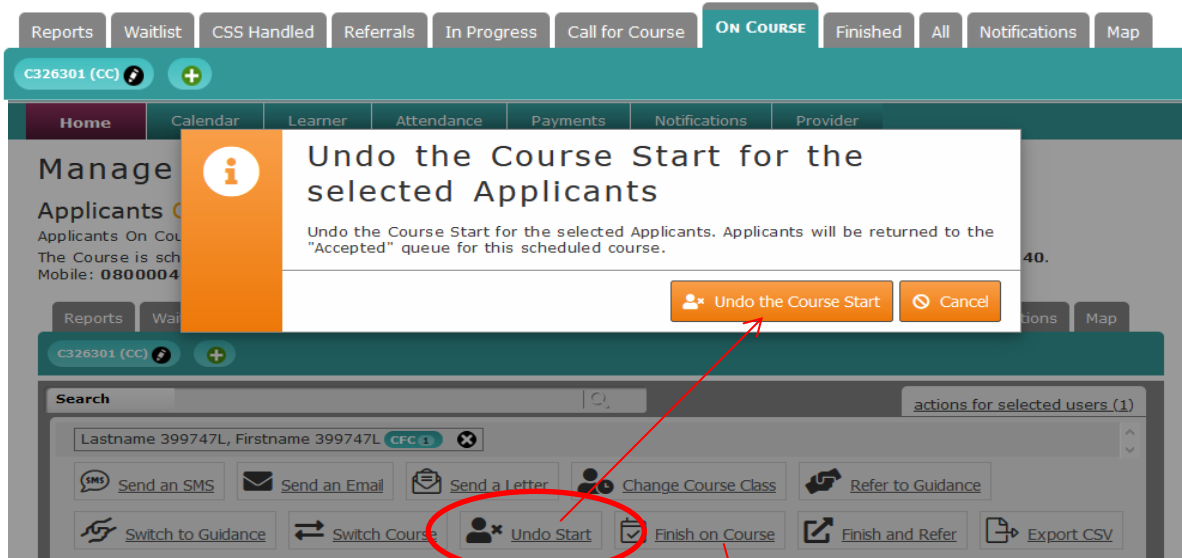 Reports Waitlist CSS Handled Referrals In Progress Call for Course On Course Finished All Notifications Map
C326301 (CC)
Home Calendar Learner Attendance Payments Notifications Provider
Manage
Undo the Course Start for the
selected Applicants
Applicants
Applicants On
Undo the Course Start for the selected Applicants. Applicants will be returned to the
"Accepted" queue for this scheduled course.
The Course is 40.
Mobile:
Undo the Course Start Cancel
Reports Map
C326301 (CC)
Search
actions for selected users (1)
Lastname 399747L, Firstname 399747L CFC 1
SMS Send an SMS Send an Email Send a Letter Change Course Class Refer to Guidance
Switch to Guidance Switch Course Undo Start Finish on Course Finish and Refer Export CSV